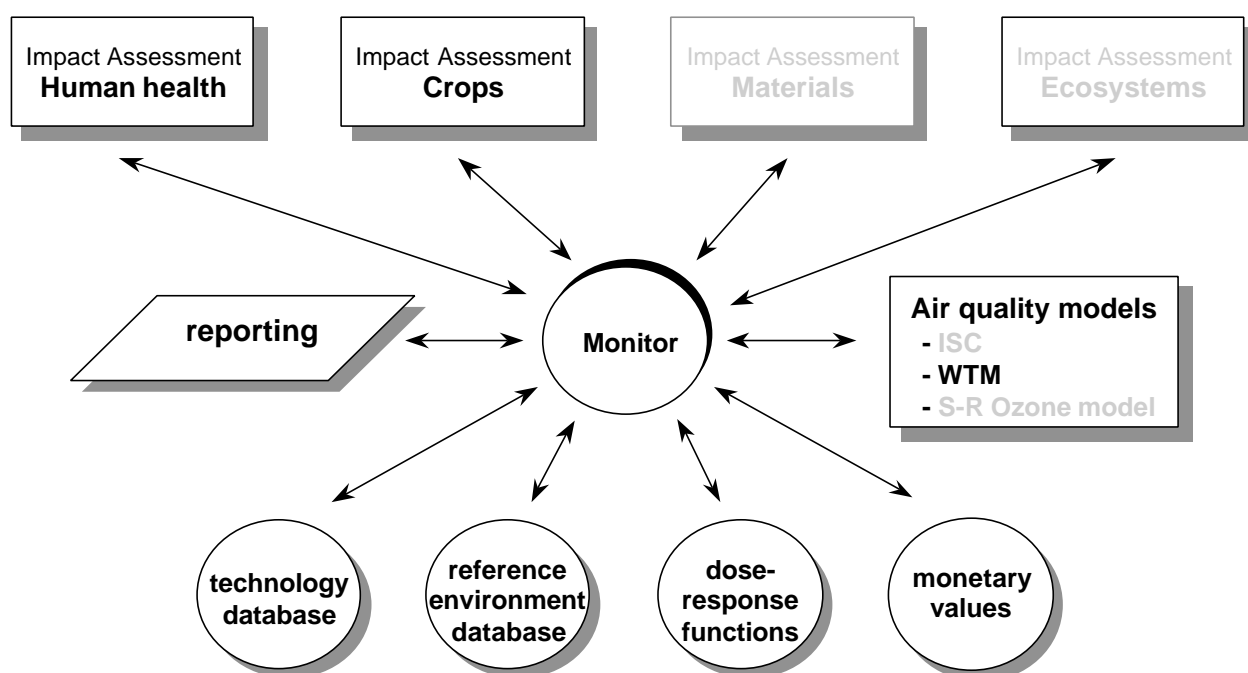 Impact Assessment
Human health
Impact Assessment
Crops
Impact Assessment
Materials
Impact Assessment
Ecosystems
reporting
Monitor
Air quality models
- ISC
- WTM
- S-R Ozone model
technology
database
reference
environment
database
dose-
response
functions
monetary
values